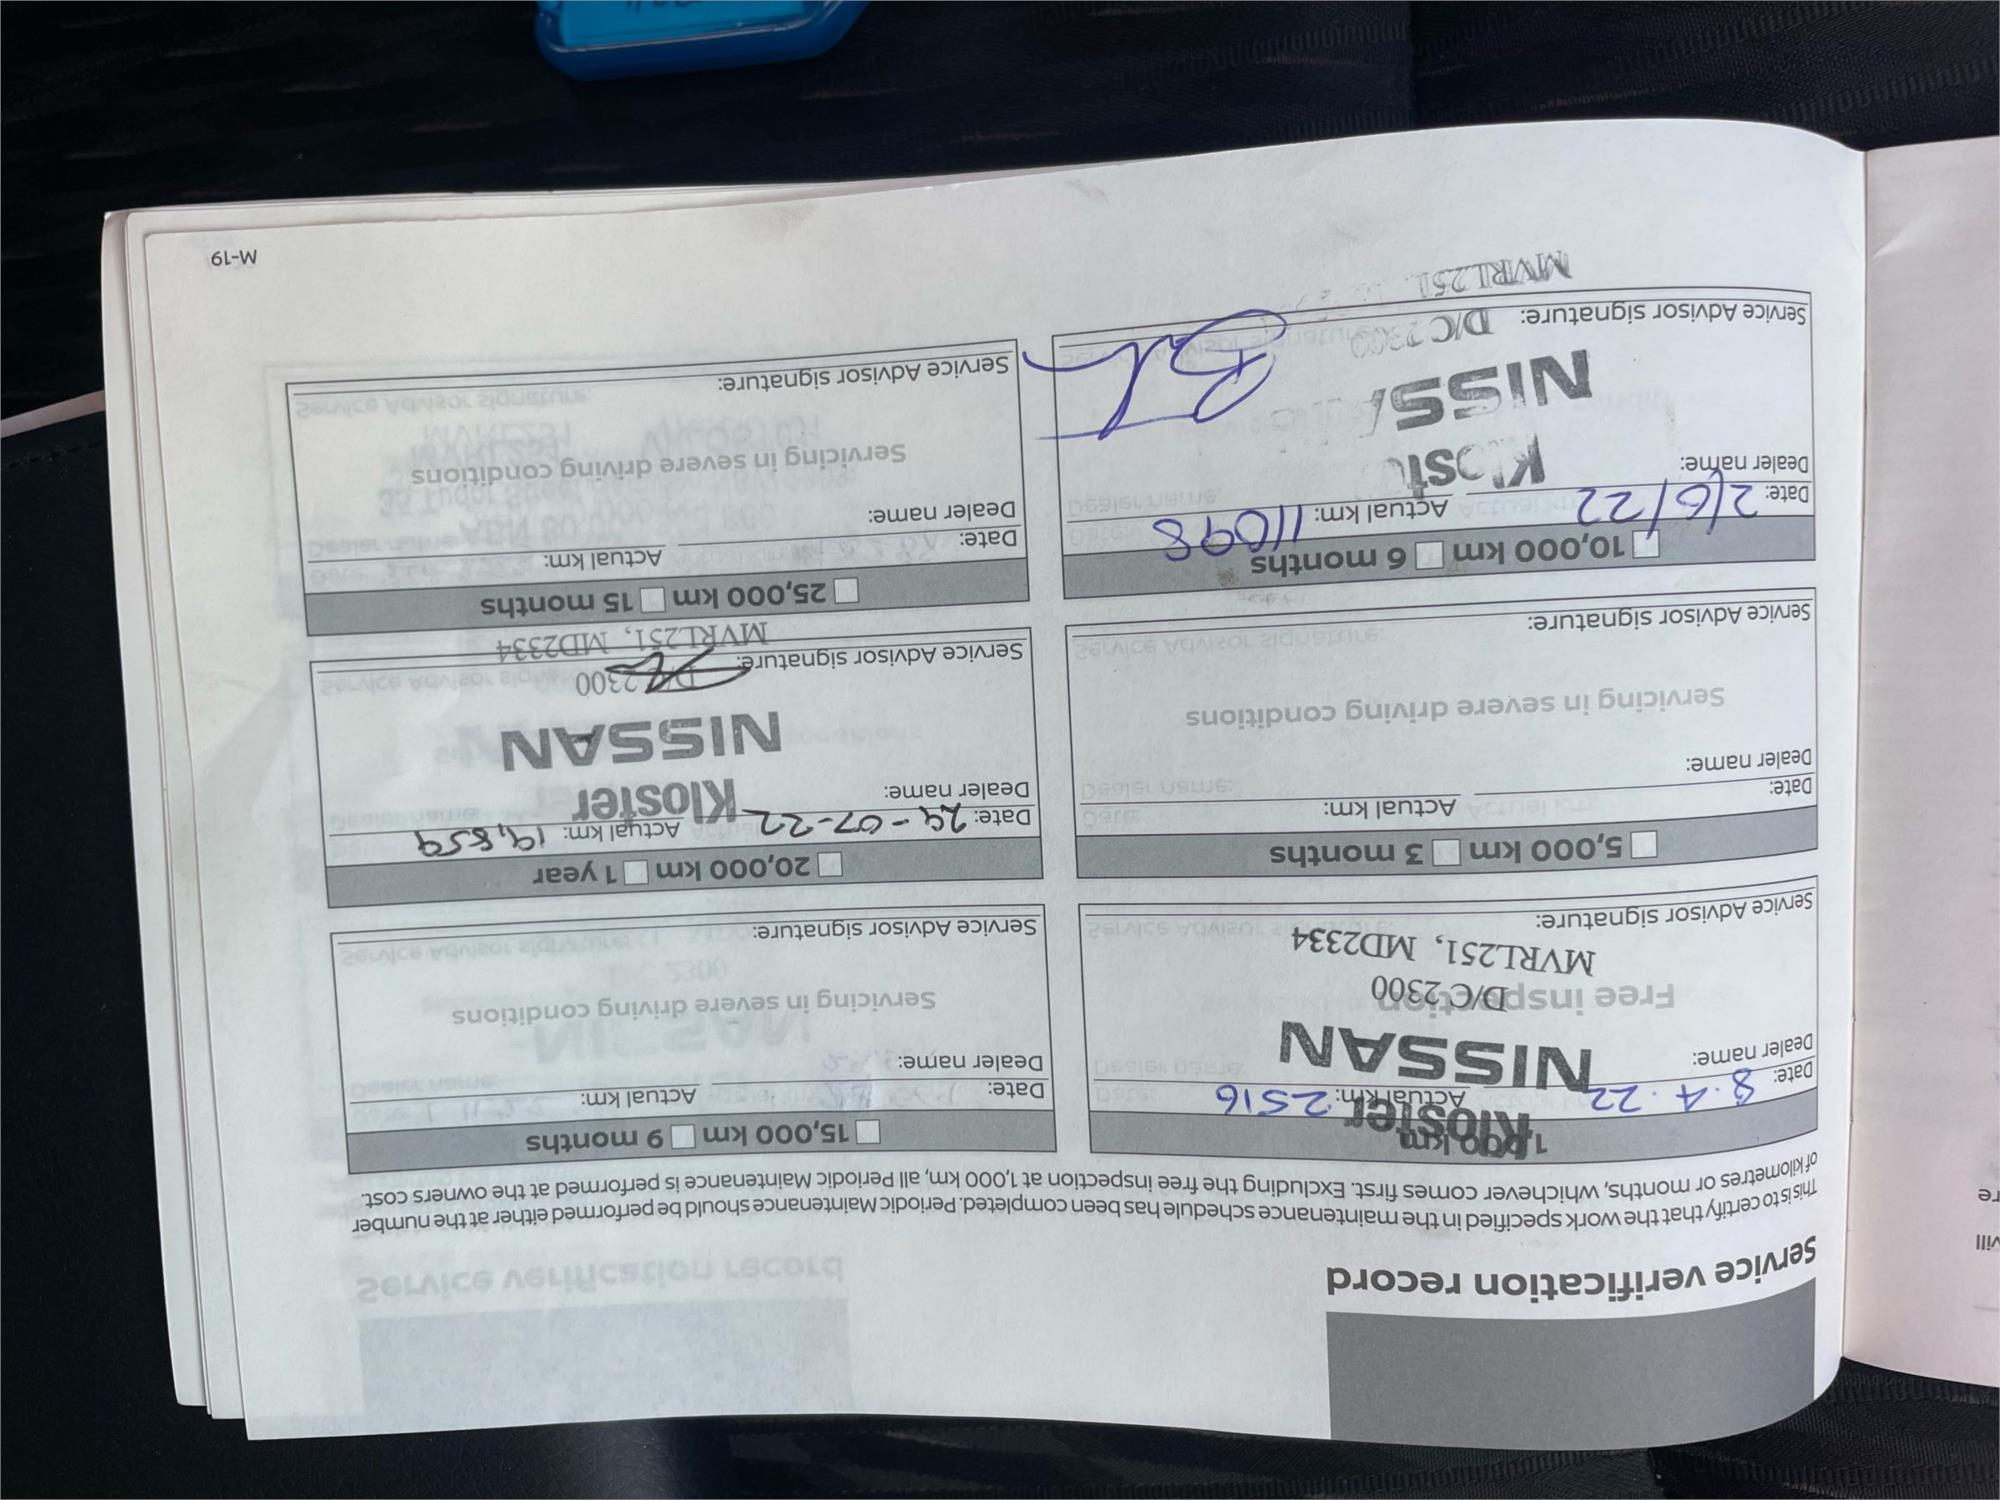 Service verification record
This is to certify that the work specified in the maintenance schedule has been completed. Periodic Maintenance should be performed either at the number
of kilometres or months, whichever comes first. Excluding the free inspection at 1,000 km, all Periodic Maintenance is performed at the owners cost.
1,000 km
Kloster
Date: 8.4.22 Actual km: 2516
Dealer name:
NISSAN
Free inspection
D/C2300
MVRL251, MD2334
Service Advisor signature:
5,000 km 3 months
Date: Actual km:
Dealer name:
Servicing in severe driving conditions
Service Advisor signature:
10,000 km 6 months
Date: 2/6/22 Actual km: 11098
Dealer name:
Kloste
NISSA
D/C2300
Service Advisor signature:
MVRL251,
15,000 km 9 months
Date: Actual km:
Dealer name:
Servicing in severe driving conditions
Service Advisor signature:
20,000 km 1 year
Date: 29-07-22 Actual km: 19,859
Dealer name: Kloster
NISSAN
D/C2300
Service Advisor signature:
MVRL251, MD2334
25,000 km 15 months
Date: Actual km:
Dealer name:
Servicing in severe driving conditions
Service Advisor signature:
M-19